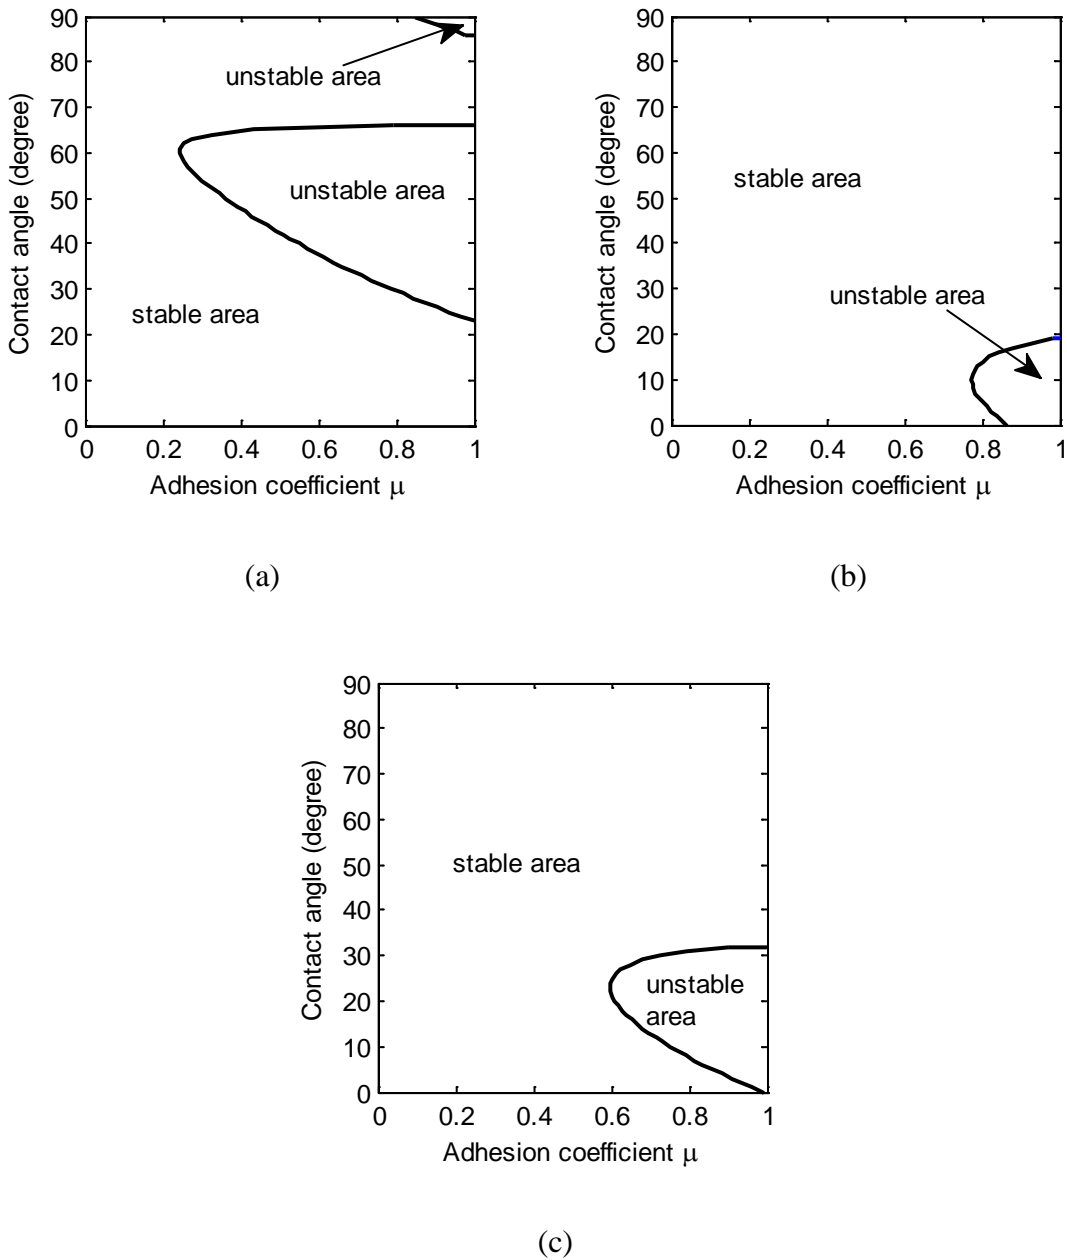 90
80
70
60
50
40
30
20
10
0
Contact angle (degree)
unstable area
unstable area
stable area
0 0.2 0.4 0.6 0.8 1
Adhesion coefficient μ
(a)
90
80
70
60
50
40
30
20
10
0
Contact angle (degree)
stable area
unstable area
0 0.2 0.4 0.6 0.8 1
Adhesion coefficient μ
(b)
90
80
70
60
50
40
30
20
10
0
Contact angle (degree)
stable area
unstable
area
0 0.2 0.4 0.6 0.8 1
Adhesion coefficient μ
(c)